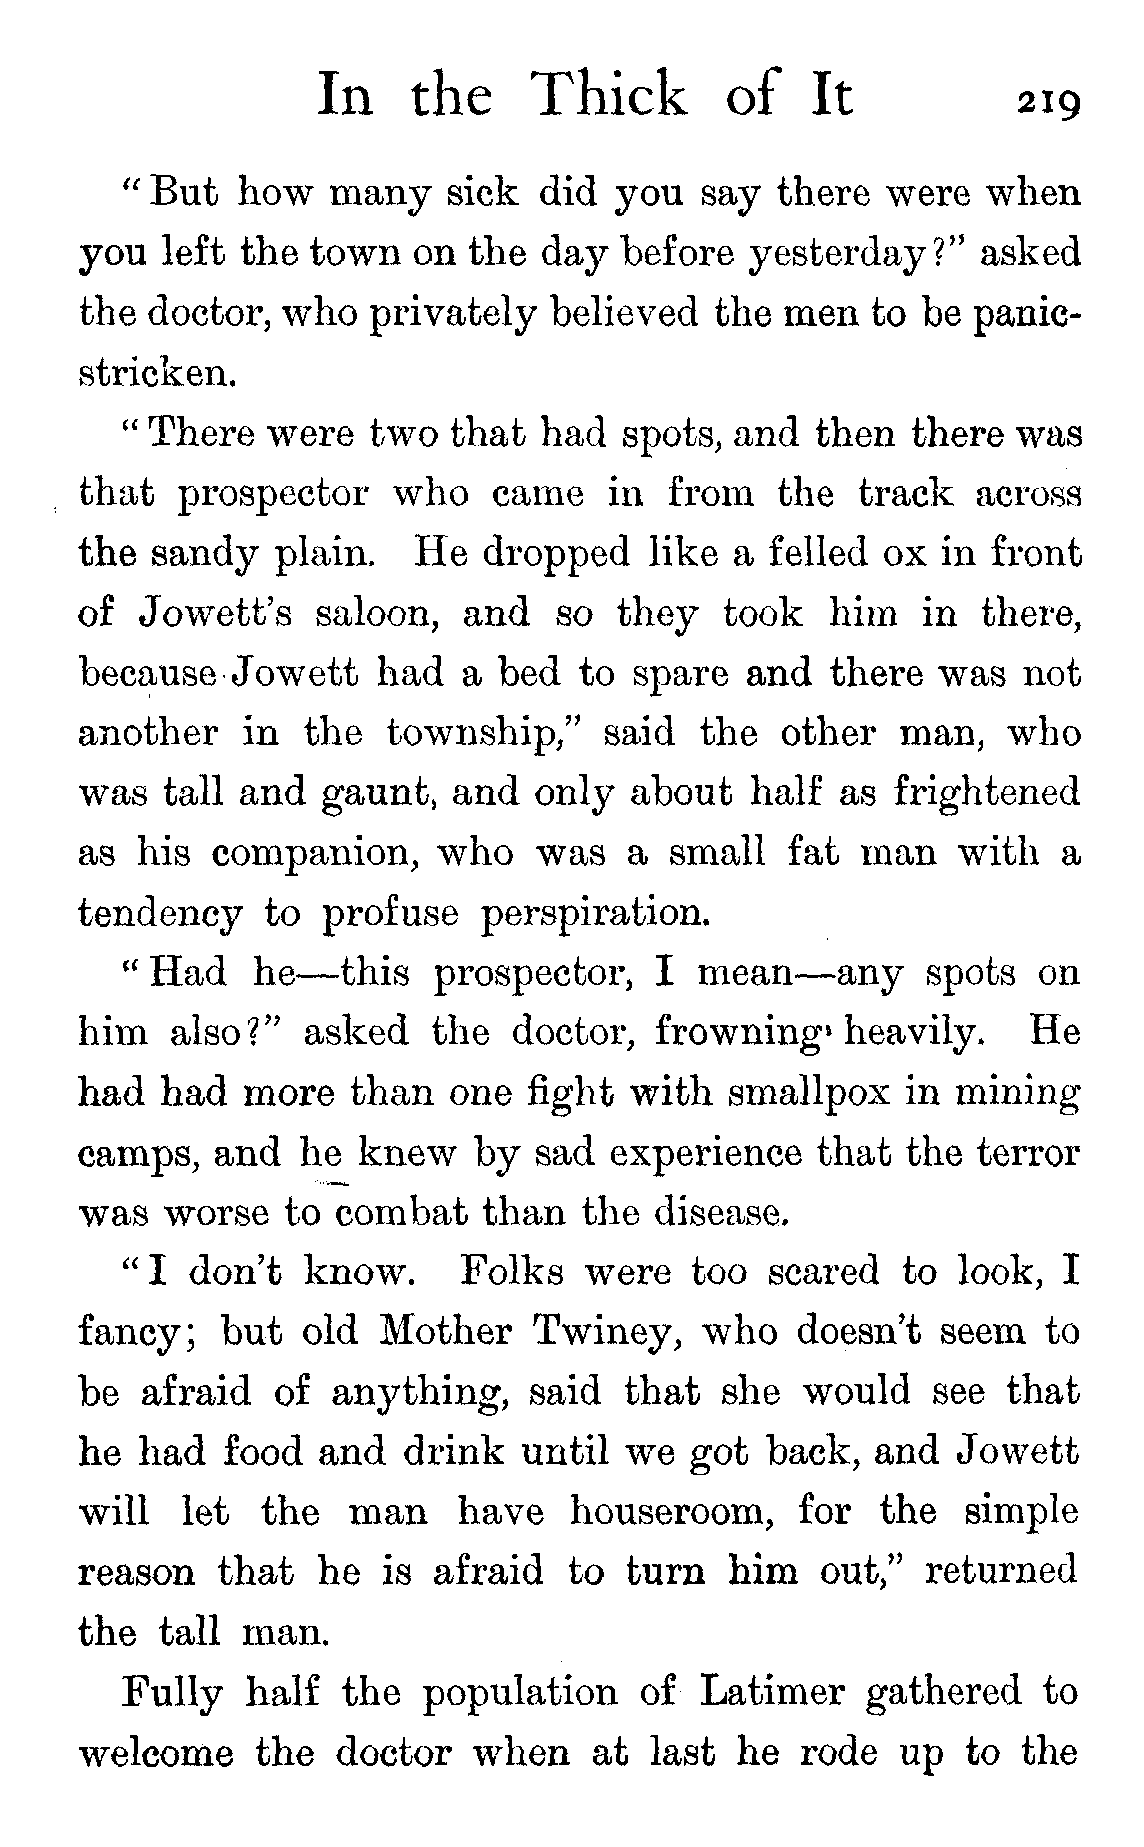 In the Thick of It 219
“But how many sick did you say there were when
you left the town on the day before yesterday?” asked
the doctor, who privately believed the men to be panic-
stricken.
“There were two that had spots, and then there was
that prospector who came in from the track across
the sandy plain. He dropped like a felled ox in front
of Jowett’s saloon, and so they took him in there,
because Jowett had a bed to spare and there was not
another in the township,” said the other man, who
was tall and gaunt, and only about half as frightened
as his companion, who was a small fat man with a
tendency to profuse perspiration.
“Had he—this prospector, I mean—any spots on
him also?” asked the doctor, frowning heavily. He
had had more than one fight with smallpox in mining
camps, and he knew by sad experience that the terror
was worse to combat than the disease.
“I don’t know. Folks were too scared to look, I
fancy; but old Mother Twiney, who doesn’t seem to
be afraid of anything, said that she would see that
he had food and drink until we got back, and Jowett
will let the man have houseroom, for the simple
reason that he is afraid to turn him out,” returned
the tall man.
Fully half the population of Latimer gathered to
welcome the doctor when at last he rode up to the